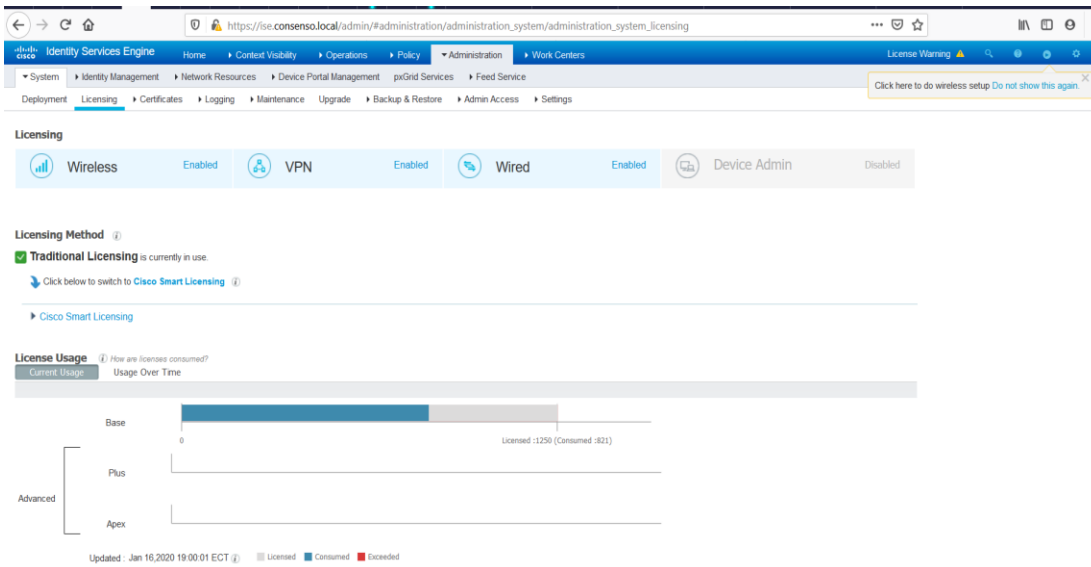 https://ise.consenso.local/admin/#administration/administration_system/administration_system_licensing
cisco Identity Services Engine Home Context Visibility Operations Policy Administration Work Centers License Warning
System Identity Management Network Resources Device Portal Management pxGrid Services Feed Service
Click here to do wireless setup Do not show this again.
Deployment Licensing Certificates Logging Maintenance Upgrade Backup & Restore Admin Access Settings
Licensing
Wireless Enabled VPN Enabled Wired Enabled Device Admin Disabled
Licensing Method
Traditional Licensing is currently in use.
Click below to switch to Cisco Smart Licensing
Cisco Smart Licensing
License Usage How are licenses consumed?
Current Usage Usage Over Time
Base
0 Licensed :1250 (Consumed :821)
Plus
Advanced
Apex
Updated : Jan 16,2020 19:00:01 ECT Licensed Consumed Exceeded